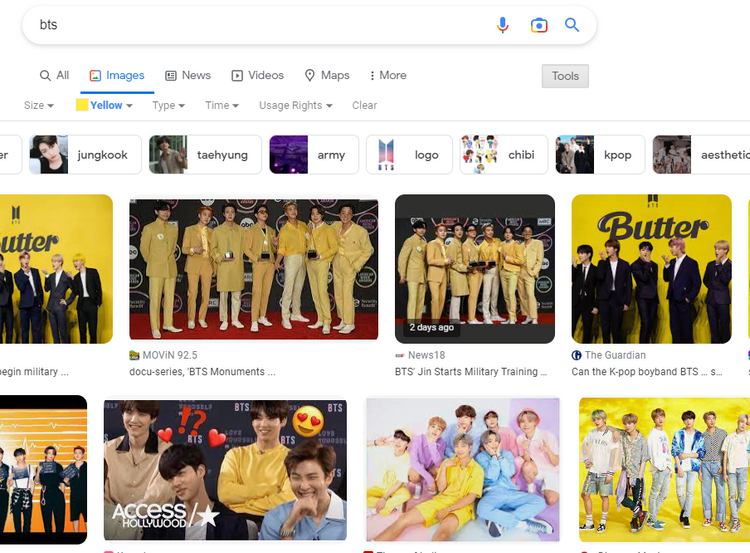 bts
All Images News Videos Maps More Tools
Size Yellow Type Time Usage Rights Clear
er jungkook taehyung army logo chibi kpop aesthetic
BTS
utter
BTS
Butter
2 days ago
MOViN 92.5 News18 The Guardian
begin military ... docu-series, 'BTS Monuments ... BTS' Jin Starts Military Training ... Can the K-pop boyband BTS ... s...
!?
BTS
BTS
ACCESS
HOLLYWOOD